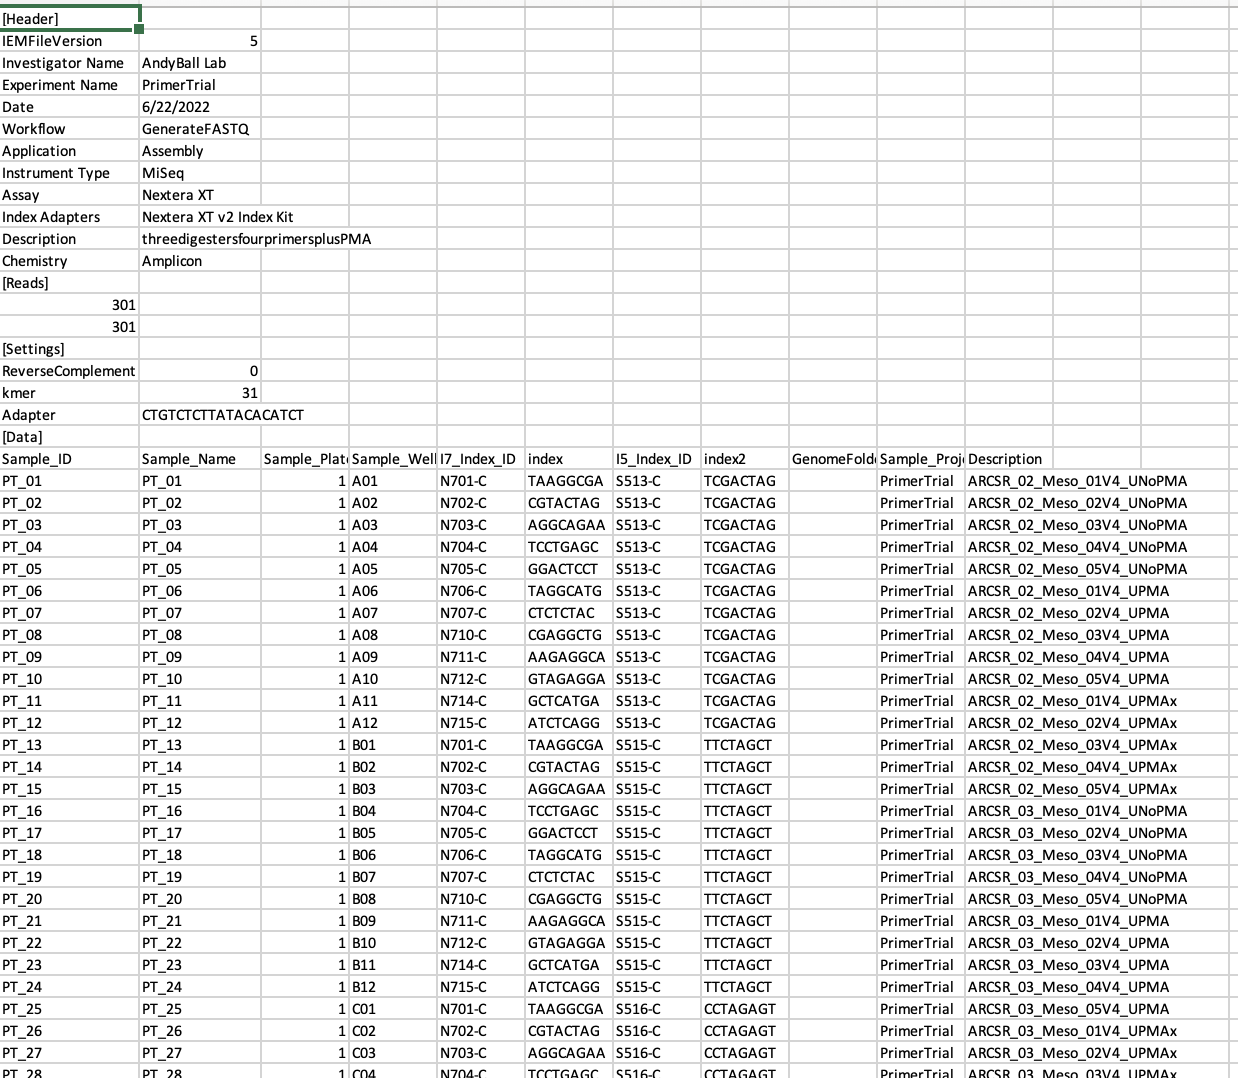 [Header]
IEMFileVersion 5
Investigator Name AndyBall Lab
Experiment Name PrimerTrial
Date 6/22/2022
Workflow GenerateFASTQ
Application Assembly
Instrument Type MiSeq
Assay Nextera XT
Index Adapters Nextera XT v2 Index Kit
Description threedigestersfourprimersplusPMA
Chemistry Amplicon
[Reads]
301
301
[Settings]
ReverseComplement 0
kmer 31
Adapter CTGTCTCTTATACACATCT
[Data]
Sample_ID Sample_Name Sample_Plat Sample_Well I7_Index_ID index I5_Index_ID index2 GenomeFolde Sample_Proj Description
PT_01 PT_01 1 A01 N701-C TAAGGCGA S513-C TCGACTAG PrimerTrial ARCSR_02_Meso_01V4_UNoPMA
PT_02 PT_02 1 A02 N702-C CGTACTAG S513-C TCGACTAG PrimerTrial ARCSR_02_Meso_02V4_UNoPMA
PT_03 PT_03 1 A03 N703-C AGGCAGAA S513-C TCGACTAG PrimerTrial ARCSR_02_Meso_03V4_UNoPMA
PT_04 PT_04 1 A04 N704-C TCCTGAGC S513-C TCGACTAG PrimerTrial ARCSR_02_Meso_04V4_UNoPMA
PT_05 PT_05 1 A05 N705-C GGACTCCT S513-C TCGACTAG PrimerTrial ARCSR_02_Meso_05V4_UNoPMA
PT_06 PT_06 1 A06 N706-C TAGGCATG S513-C TCGACTAG PrimerTrial ARCSR_02_Meso_01V4_UPMA
PT_07 PT_07 1 A07 N707-C CTCTCTAC S513-C TCGACTAG PrimerTrial ARCSR_02_Meso_02V4_UPMA
PT_08 PT_08 1 A08 N710-C CGAGGCTG S513-C TCGACTAG PrimerTrial ARCSR_02_Meso_03V4_UPMA
PT_09 PT_09 1 A09 N711-C AAGAGGCA S513-C TCGACTAG PrimerTrial ARCSR_02_Meso_04V4_UPMA
PT_10 PT_10 1 A10 N712-C GTAGAGGA S513-C TCGACTAG PrimerTrial ARCSR_02_Meso_05V4_UPMA
PT_11 PT_11 1 A11 N714-C GCTCATGA S513-C TCGACTAG PrimerTrial ARCSR_02_Meso_01V4_UPMAx
PT_12 PT_12 1 A12 N715-C ATCTCAGG S513-C TCGACTAG PrimerTrial ARCSR_02_Meso_02V4_UPMAx
PT_13 PT_13 1 B01 N701-C TAAGGCGA S515-C TTCTAGCT PrimerTrial ARCSR_02_Meso_03V4_UPMAx
PT_14 PT_14 1 B02 N702-C CGTACTAG S515-C TTCTAGCT PrimerTrial ARCSR_02_Meso_04V4_UPMAx
PT_15 PT_15 1 B03 N703-C AGGCAGAA S515-C TTCTAGCT PrimerTrial ARCSR_02_Meso_05V4_UPMAx
PT_16 PT_16 1 B04 N704-C TCCTGAGC S515-C TTCTAGCT PrimerTrial ARCSR_03_Meso_01V4_UNoPMA
PT_17 PT_17 1 B05 N705-C GGACTCCT S515-C TTCTAGCT PrimerTrial ARCSR_03_Meso_02V4_UNoPMA
PT_18 PT_18 1 B06 N706-C TAGGCATG S515-C TTCTAGCT PrimerTrial ARCSR_03_Meso_03V4_UNoPMA
PT_19 PT_19 1 B07 N707-C CTCTCTAC S515-C TTCTAGCT PrimerTrial ARCSR_03_Meso_04V4_UNoPMA
PT_20 PT_20 1 B08 N710-C CGAGGCTG S515-C TTCTAGCT PrimerTrial ARCSR_03_Meso_05V4_UNoPMA
PT_21 PT_21 1 B09 N711-C AAGAGGCA S515-C TTCTAGCT PrimerTrial ARCSR_03_Meso_01V4_UPMA
PT_22 PT_22 1 B10 N712-C GTAGAGGA S515-C TTCTAGCT PrimerTrial ARCSR_03_Meso_02V4_UPMA
PT_23 PT_23 1 B11 N714-C GCTCATGA S515-C TTCTAGCT PrimerTrial ARCSR_03_Meso_03V4_UPMA
PT_24 PT_24 1 B12 N715-C ATCTCAGG S515-C TTCTAGCT PrimerTrial ARCSR_03_Meso_04V4_UPMA
PT_25 PT_25 1 C01 N701-C TAAGGCGA S516-C CCTAGAGT PrimerTrial ARCSR_03_Meso_05V4_UPMA
PT_26 PT_26 1 C02 N702-C CGTACTAG S516-C CCTAGAGT PrimerTrial ARCSR_03_Meso_01V4_UPMAx
PT_27 PT_27 1 C03 N703-C AGGCAGAA S516-C CCTAGAGT PrimerTrial ARCSR_03_Meso_02V4_UPMAx
PT_28 PT_28 1 C04 N704-C TCCTGAGC S516-C CCTAGAGT PrimerTrial ARCSR_03_Meso_03V4_UPMAx